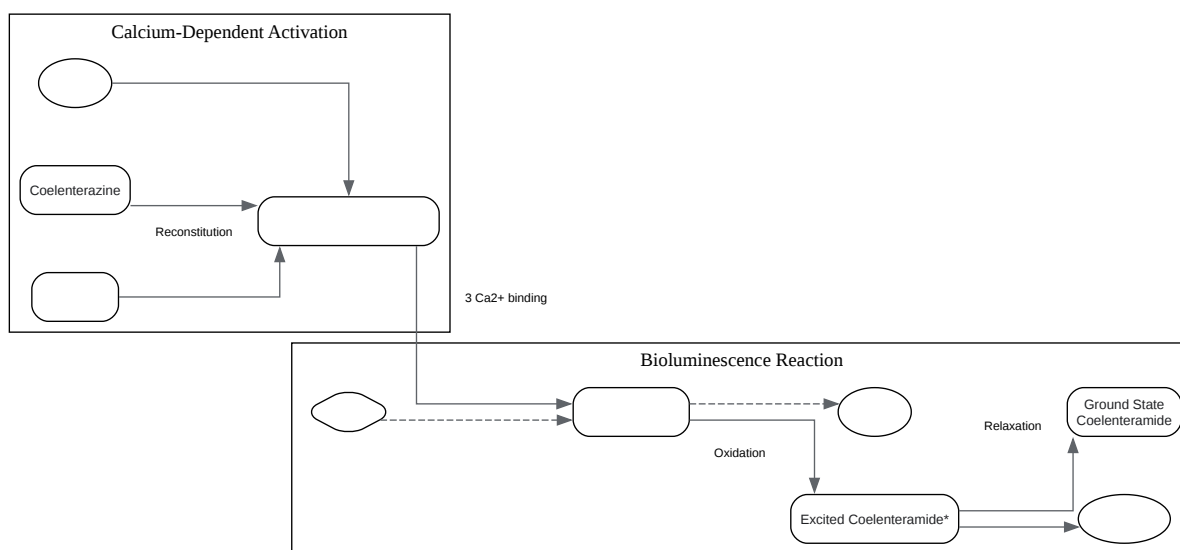 Calcium-Dependent Activation
Coelenterazine
Reconstitution
3 Ca2+ binding
Bioluminescence Reaction
Ground State
Coelenteramide
Relaxation
Oxidation
Excited Coelenteramide*